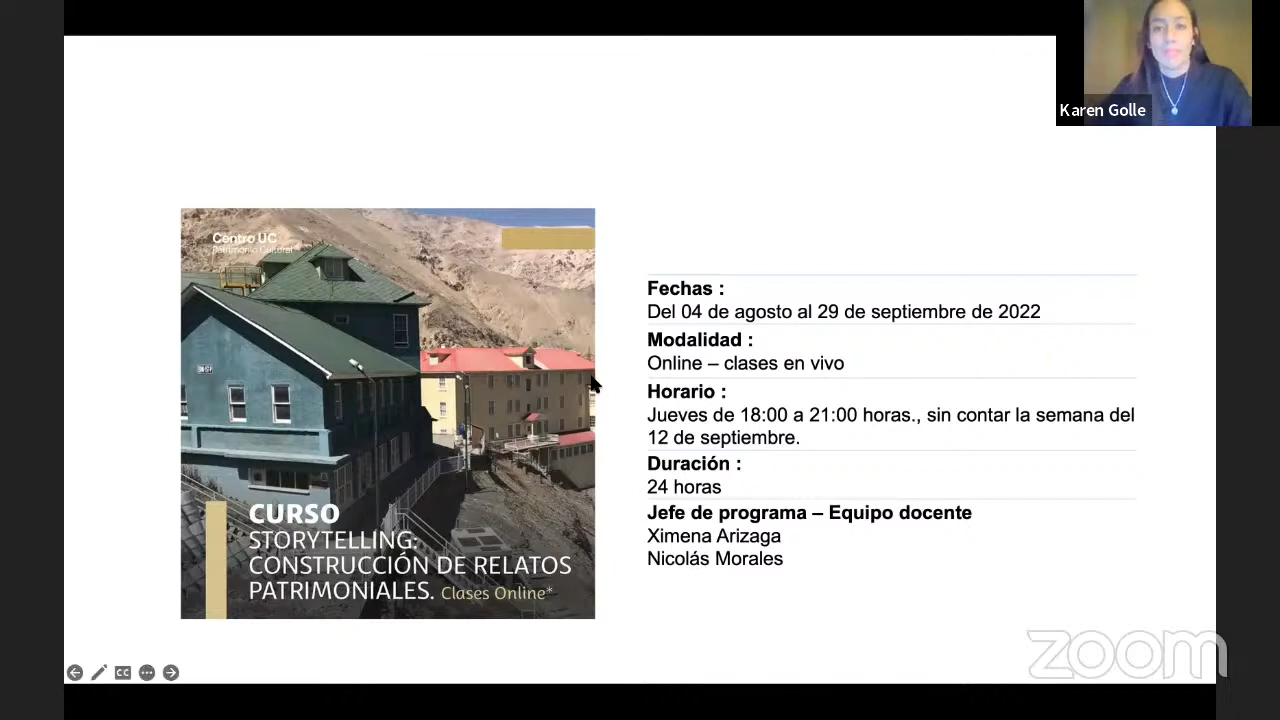 Karen Golle
Centro UC
Patrimonio Cultural
Fechas :
Del 04 de agosto al 29 de septiembre de 2022
Modalidad :
Online – clases en vivo
Horario :
Jueves de 18:00 a 21:00 horas., sin contar la semana del
12 de septiembre.
Duración :
24 horas
Jefe de programa – Equipo docente
Ximena Arizaga
Nicolás Morales
CURSO
STORYTELLING:
CONSTRUCCIÓN DE RELATOS
PATRIMONIALES. Clases Online*
CC
zoom